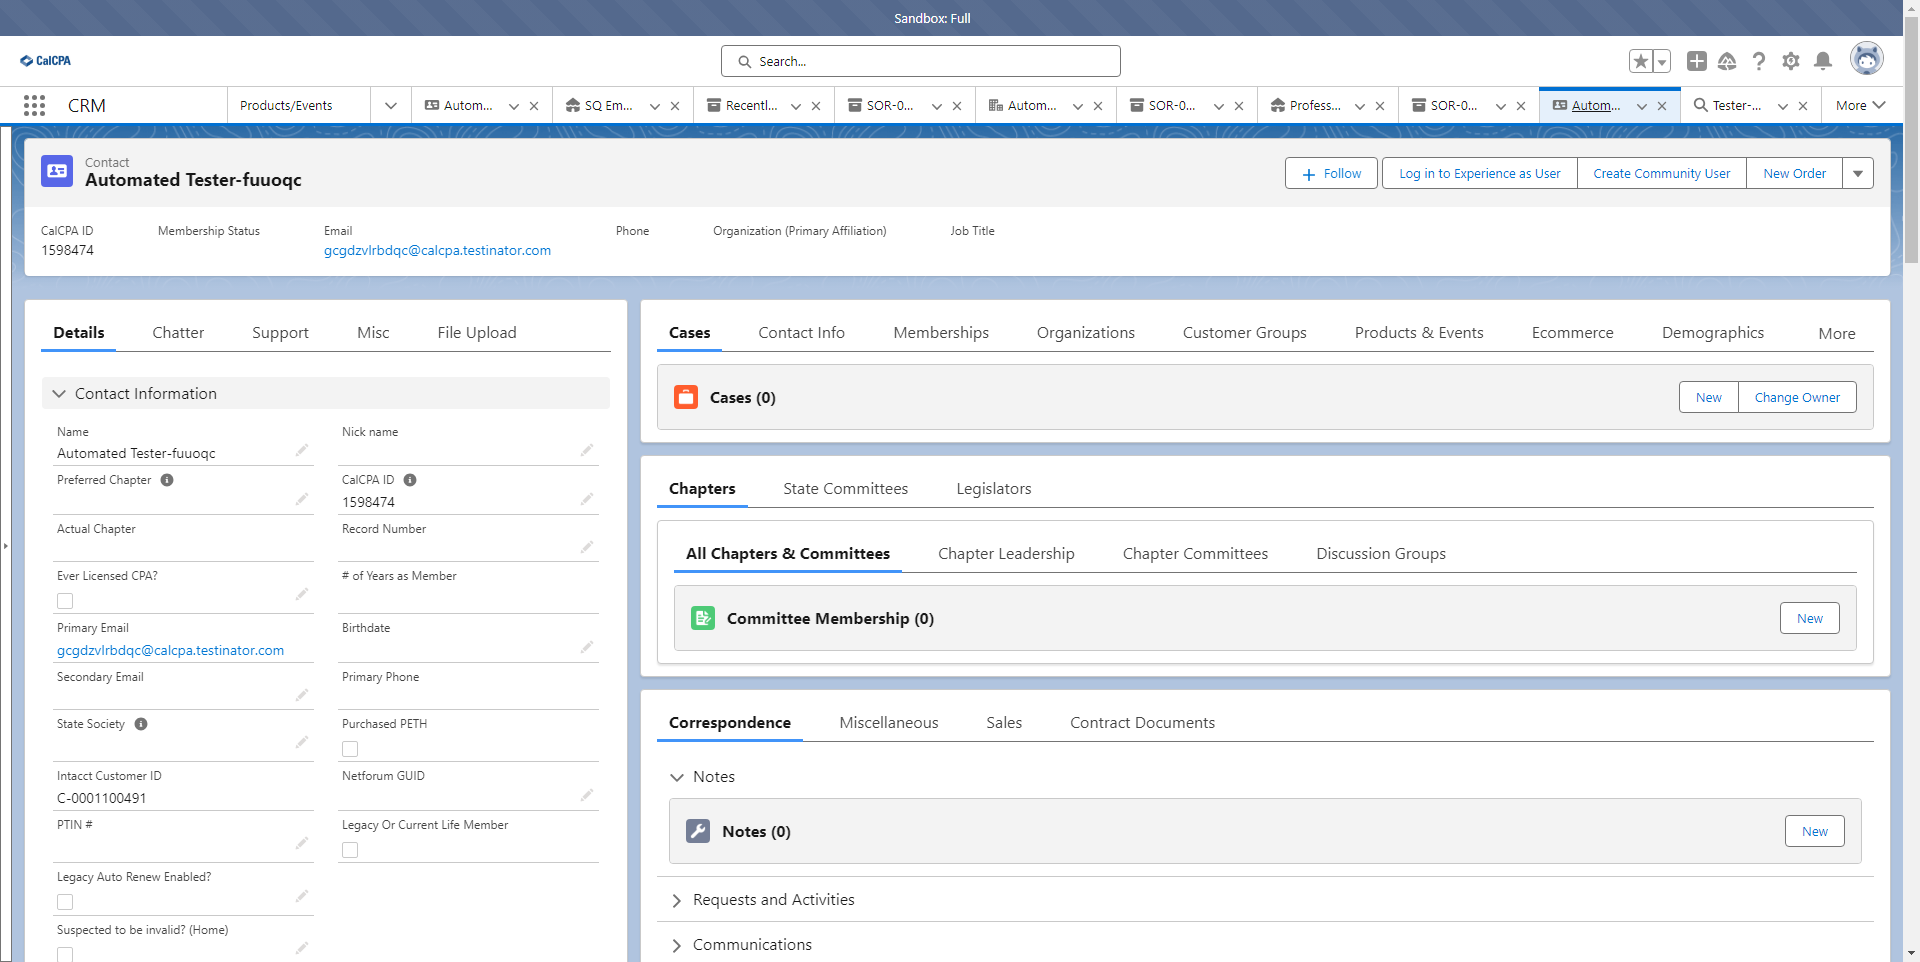 Sandbox: Full
CalCPA
Search...
CRM
Products/Events
Autom...
SQ Em...
Recentl...
SOR-0...
Autom...
SOR-0...
Profess...
SOR-0...
Autom...
Tester-...
More
Contact
Automated Tester-fuuoqc
Follow
Log in to Experience as User
Create Community User
New Order
CalCPA ID
Membership Status
Email
Phone
Organization (Primary Affiliation)
Job Title
1598474
gcgdzvlrbdqc@calcpa.testinator.com
Details
Chatter
Support
Misc
File Upload
Contact Information
Name
Automated Tester-fuuoqc
Nick name
Preferred Chapter
CalCPA ID
1598474
Actual Chapter
Record Number
Ever Licensed CPA?
# of Years as Member
Primary Email
gcgdzvlrbdqc@calcpa.testinator.com
Birthdate
Secondary Email
Primary Phone
State Society
Purchased PETH
Intacct Customer ID
C-0001100491
Netforum GUID
PTIN #
Legacy Or Current Life Member
Legacy Auto Renew Enabled?
Suspected to be invalid? (Home)
Cases
Contact Info
Memberships
Organizations
Customer Groups
Products & Events
Ecommerce
Demographics
More
Cases (0)
New
Change Owner
Chapters
State Committees
Legislators
All Chapters & Committees
Chapter Leadership
Chapter Committees
Discussion Groups
Committee Membership (0)
New
Correspondence
Miscellaneous
Sales
Contract Documents
Notes
Notes (0)
New
Requests and Activities
Communications